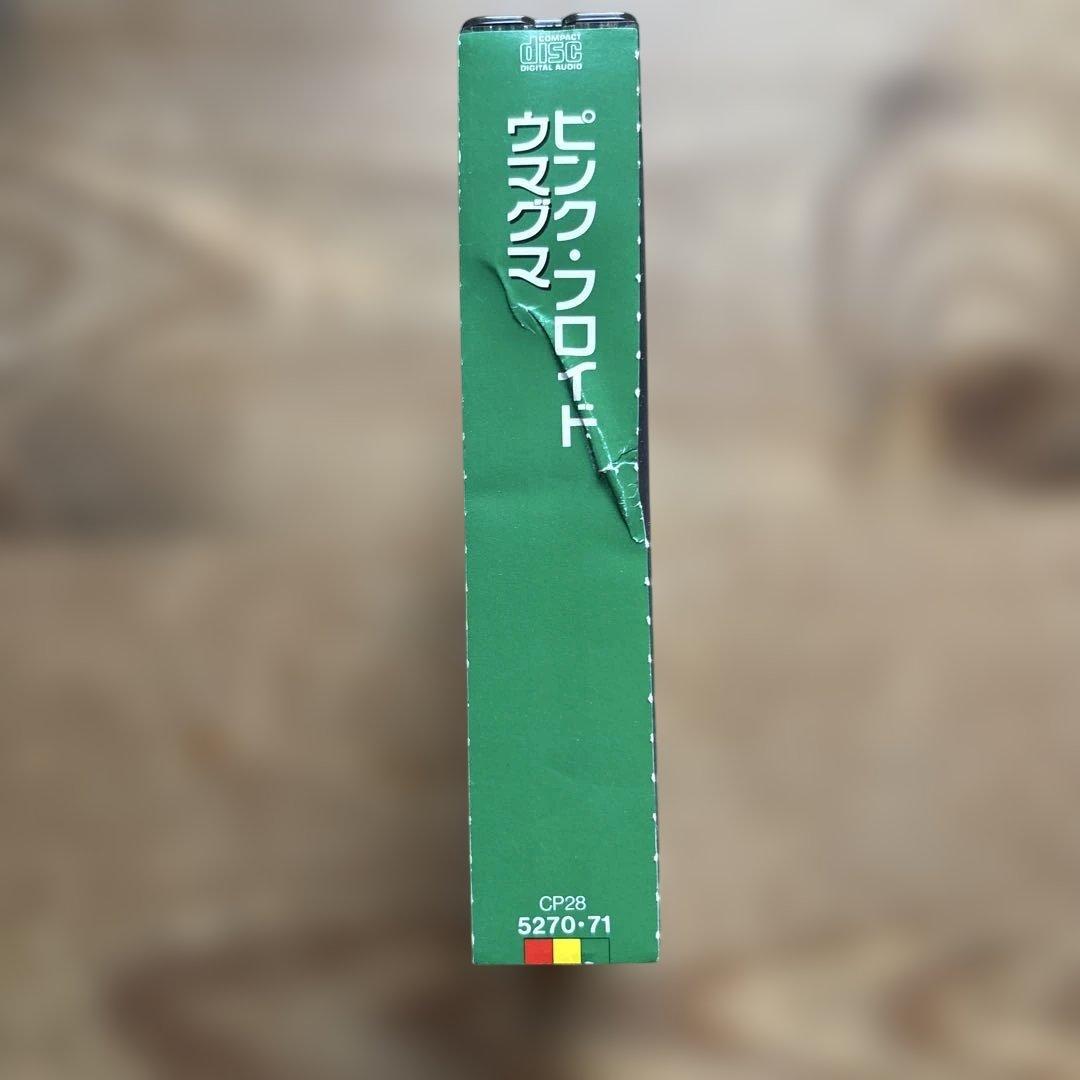 COMPACT
disc
DIGITAL AUDIO
ピンク・フロイド
ウマグマ
CP28
5270・71